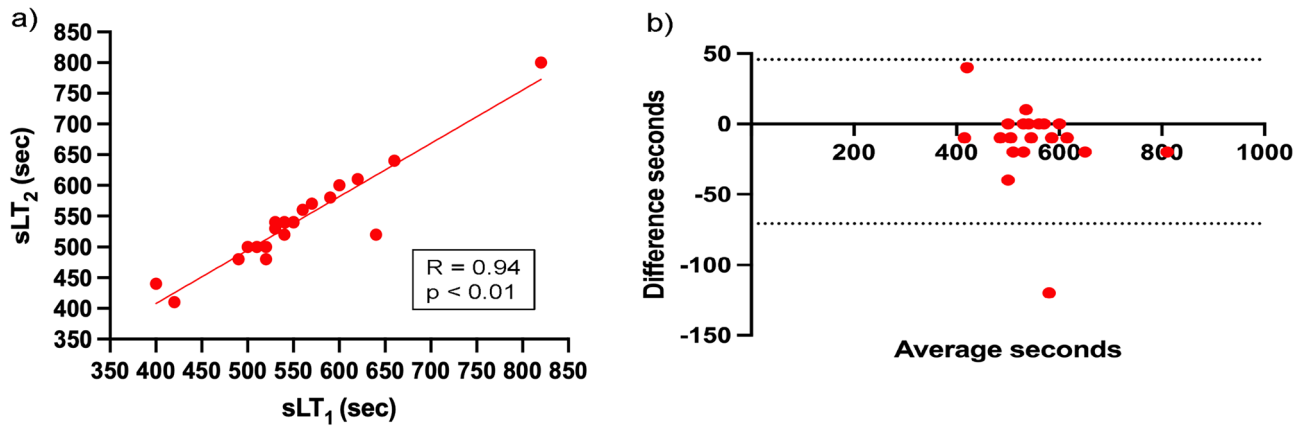 a)
850
800
750
700
650
600
550
500
450
400
350
sLT2 (sec)
R = 0.94
p < 0.01
350 400 450 500 550 600 650 700 750 800 850
sLT1 (sec)
b)
50
0
-50
-100
-150
Difference seconds
200 400 600 800 1000
Average seconds